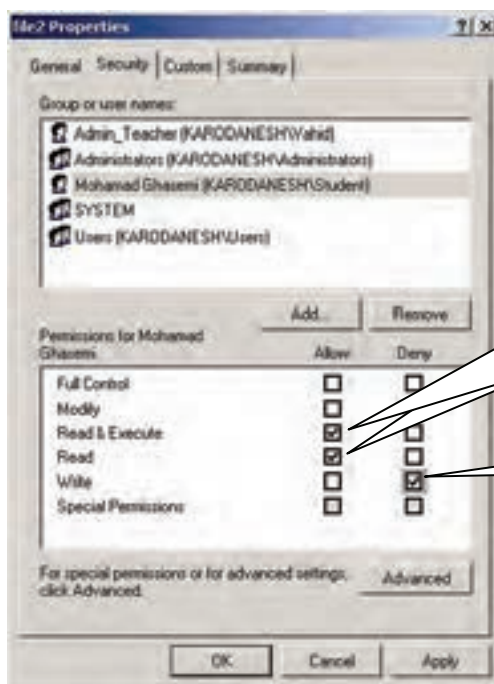 file2 Properties
General Security Custom Summary
Group or user names:
Admin_Teacher (KARODANESH\Vahid)
Administrators (KARODANESH\Administrators)
Mohamad Ghasemi (KARODANESH\Student)
SYSTEM
Users (KARODANESH\Users)
Add... Remove
Permissions for Mohamad
Ghasemi Allow Deny
Full Control
Modify
Read & Execute
Read
Write
Special Permissions
For special permissions or for advanced settings,
click Advanced.
Advanced
OK Cancel Apply